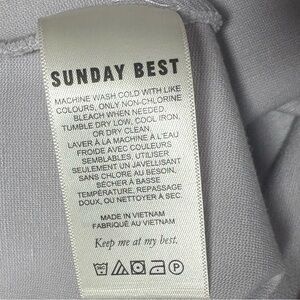 SUNDAY BEST
MACHINE WASH COLD WITH LIKE
COLOURS, ONLY NON-CHLORINE
BLEACH WHEN NEEDED,
TUMBLE DRY LOW, COOL IRON,
OR DRY CLEAN
LAVER À LA MACHINE À L'EAU
FROIDE AVEC COULEURS
SEMBLABLES, UTILISER
SEULEMENT UN JAVELLISANT
SANS CHLORE AU BESOIN,
SÉCHER À BASSE
TEMPÉRATURE, REPASSAGE
DOUX, OU NETTOYER À SEC
MADE IN VIETNAM
FABRIQUÉ AU VIETNAM
Keep me at my best.
P